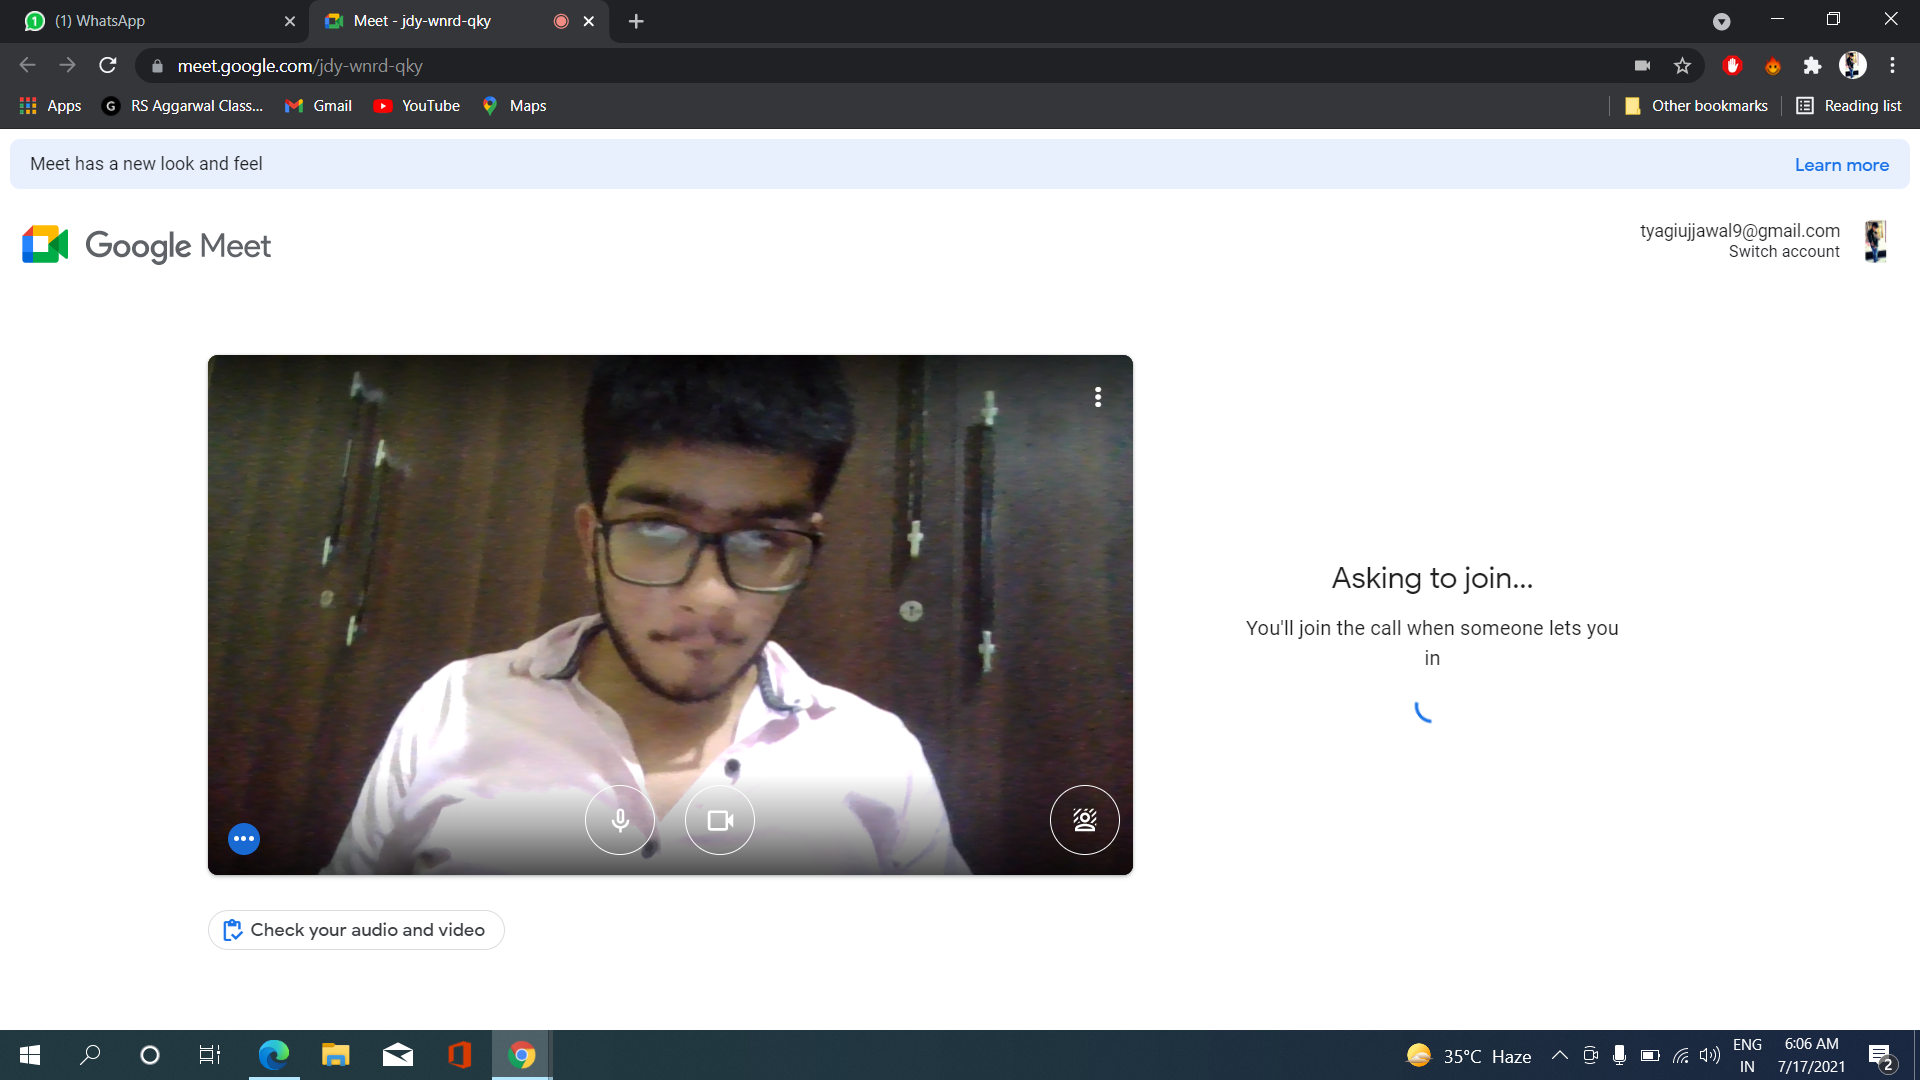 (1) WhatsApp
Meet - jdy-wnrd-qky
meet.google.com/jdy-wnrd-qky
Apps
G RS Aggarwal Class...
Gmail
YouTube
Maps
Other bookmarks
Reading list
Meet has a new look and feel
Learn more
Google Meet
tyagiujjawal9@gmail.com
Switch account
Asking to join...
You'll join the call when someone lets you
in
Check your audio and video
35°C Haze
ENG
IN
6:06 AM
7/17/2021
2